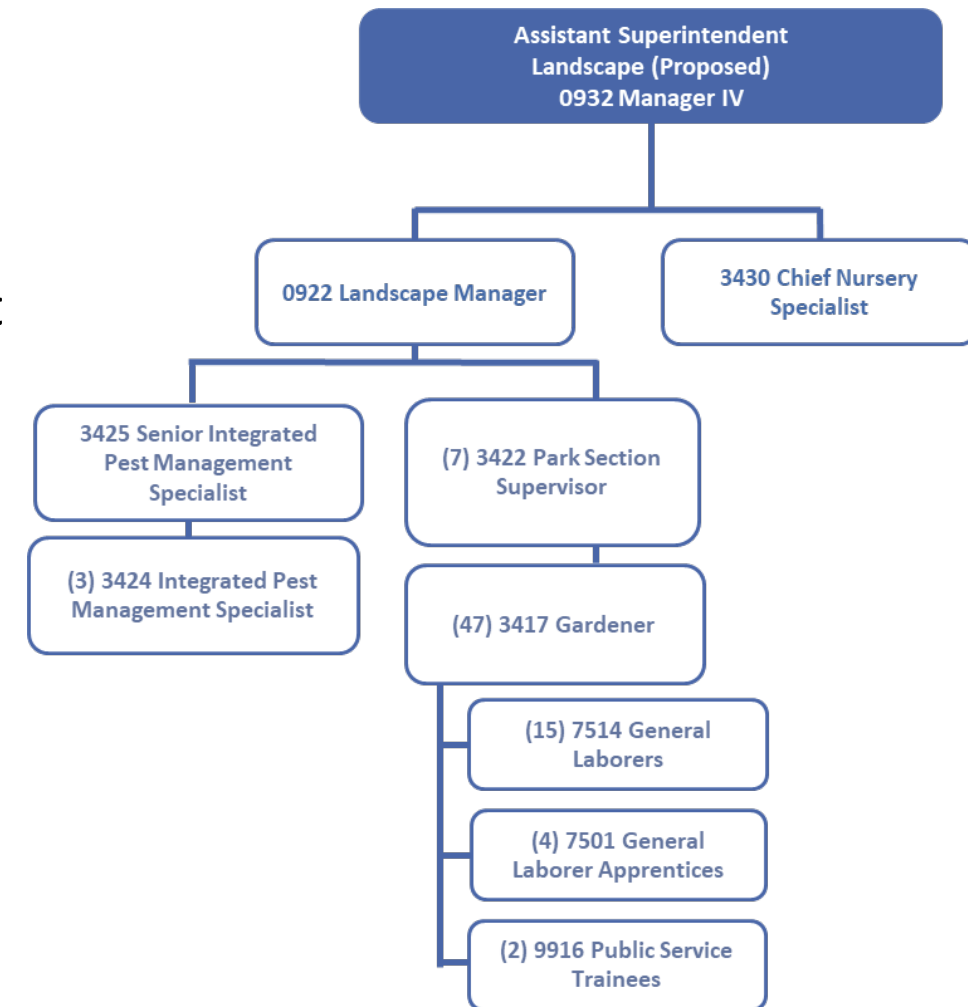 Assistant Superintendent
Landscape (Proposed)
0932 Manager IV
0922 Landscape Manager
3430 Chief Nursery
Specialist
3425 Senior Integrated
Pest Management
Specialist
(7) 3422 Park Section
Supervisor
(3) 3424 Integrated Pest
Management Specialist
(47) 3417 Gardener
(15) 7514 General
Laborers
(4) 7501 General
Laborer Apprentices
(2) 9916 Public Service
Trainees